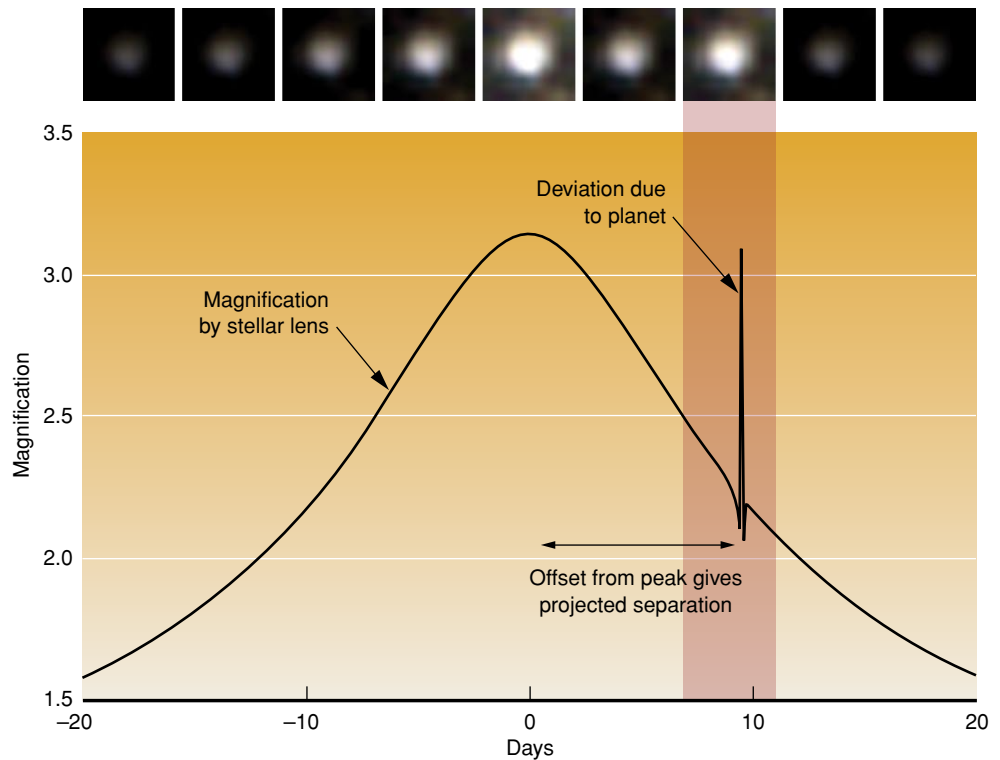 3.5
Deviation due
to planet
3.0
Magnification
by stellar lens
Magnification
2.5
2.0
Offset from peak gives
projected separation
1.5
–20 –10 0 10 20
Days